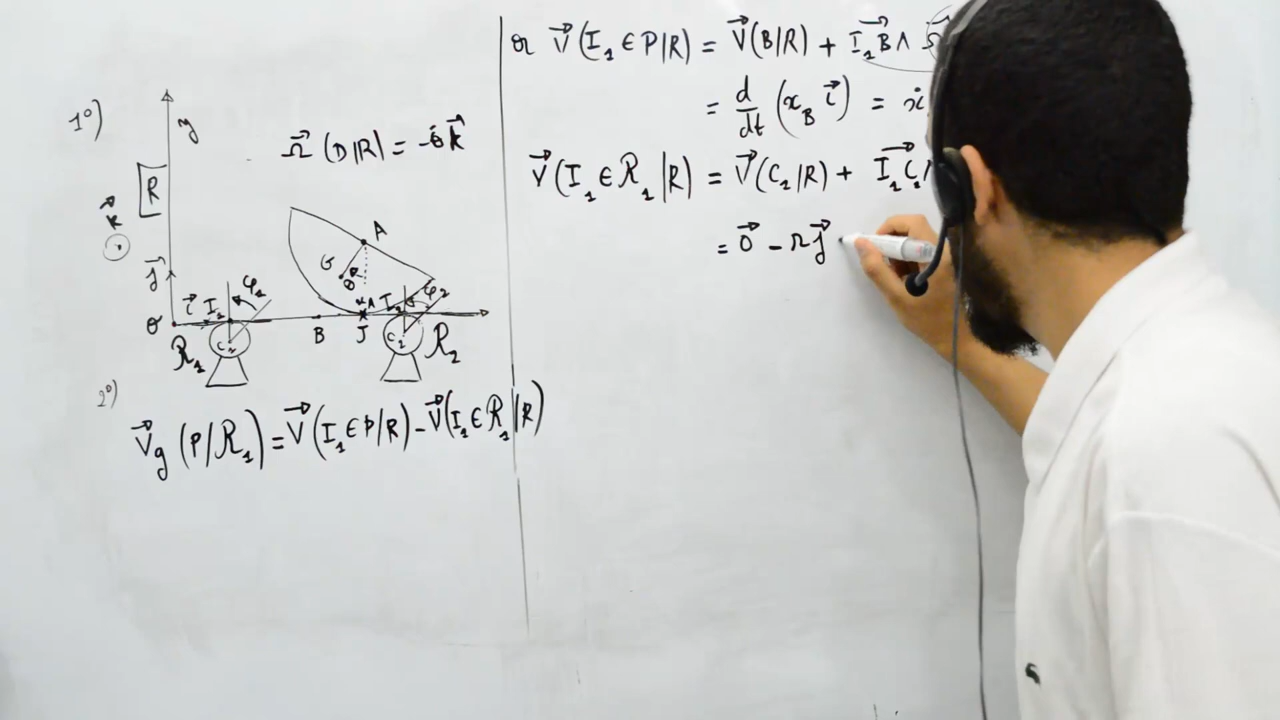 1°)
y
R
k⃗
j⃗
Ω⃗ (D/R) = -θ̇k⃗
A
G
θ
O
i⃗
I₁
φ₁
x_A
I₂
φ₂
B
J
C₁
C₂
R₁
R₂
2°)
V⃗g (P/R₁) = V⃗(I₁∈P/R) - V⃗(I₁∈R₁/R)
or V⃗(I₁∈P/R) = V⃗(B/R) + I₁B⃗ ∧
= d/dt (x_B i⃗) = ẋ
V⃗(I₁∈R₁/R) = V⃗(C₁/R) + I₁C₁⃗ ∧
= 0⃗ - rj⃗